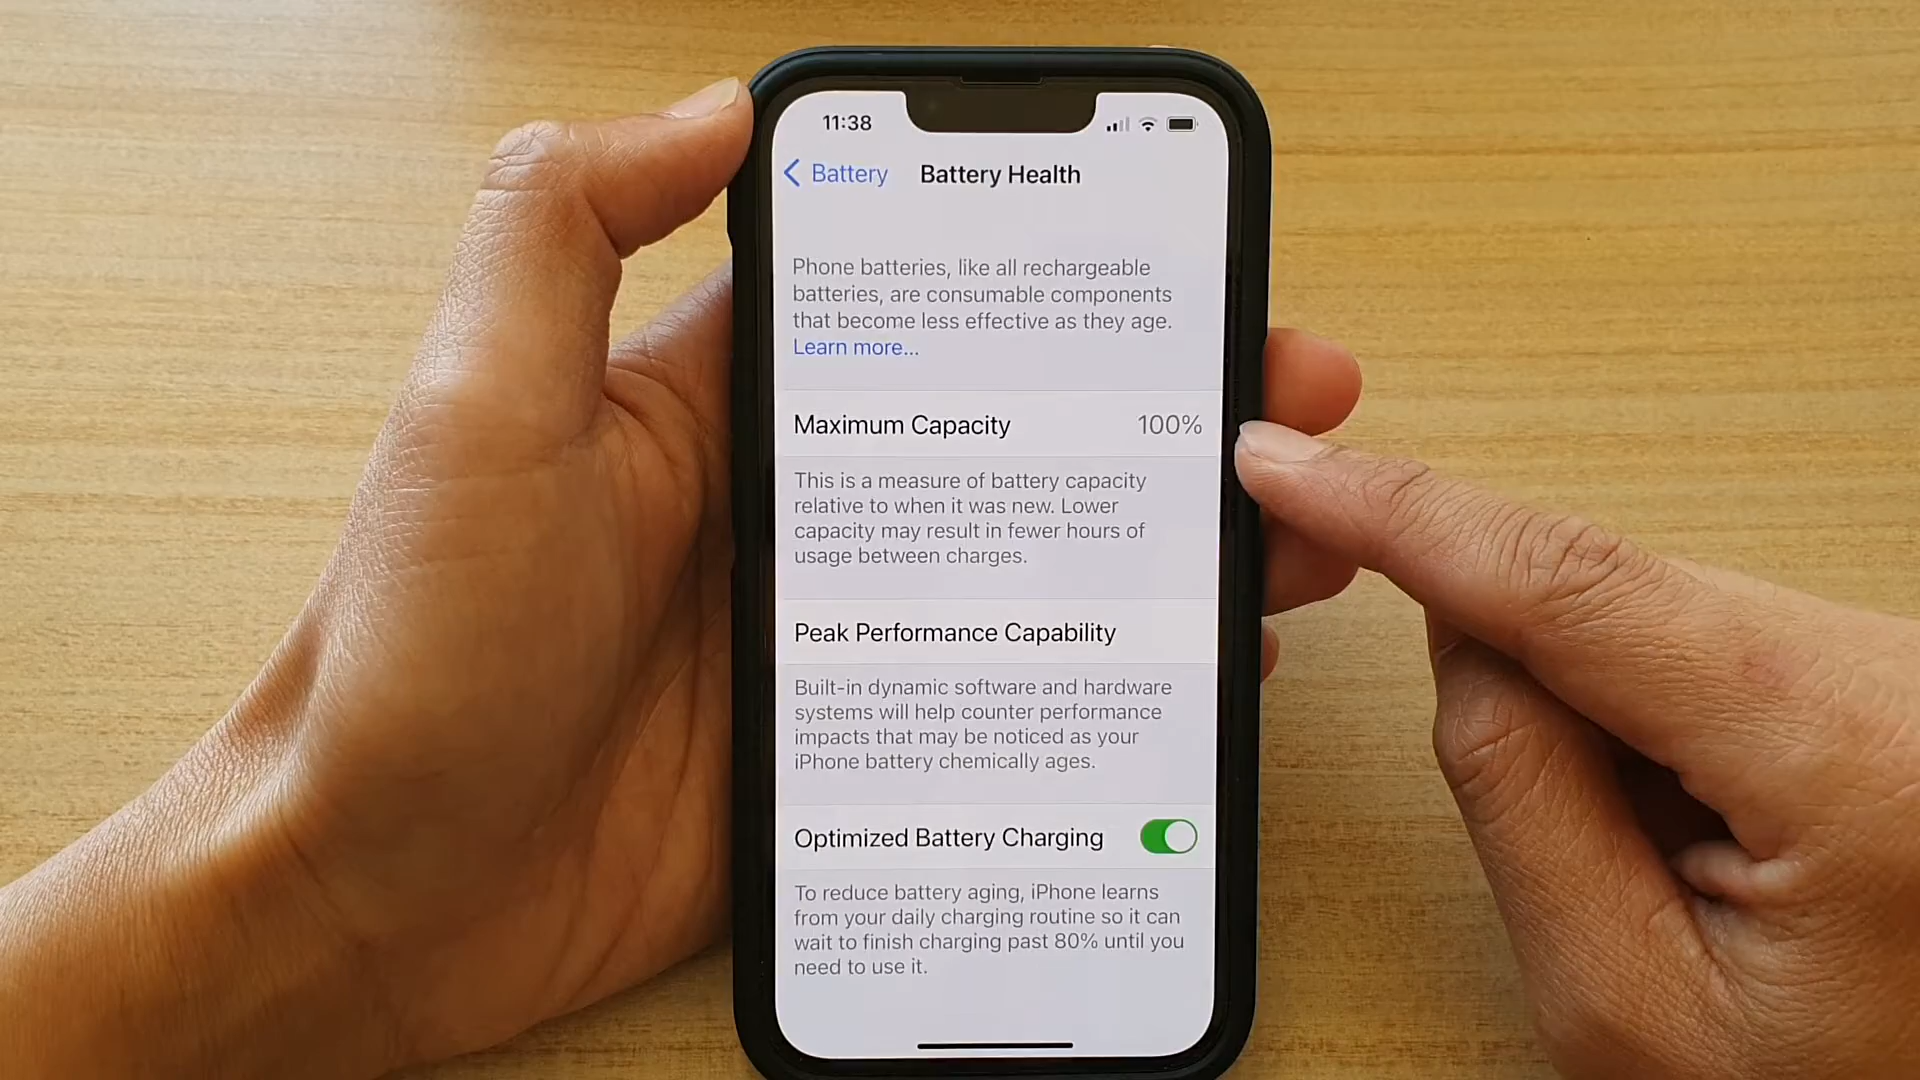 11:38
Battery Battery Health
Phone batteries, like all rechargeable
batteries, are consumable components
that become less effective as they age.
Learn more...
Maximum Capacity 100%
This is a measure of battery capacity
relative to when it was new. Lower
capacity may result in fewer hours of
usage between charges.
Peak Performance Capability
Built-in dynamic software and hardware
systems will help counter performance
impacts that may be noticed as your
iPhone battery chemically ages.
Optimized Battery Charging
To reduce battery aging, iPhone learns
from your daily charging routine so it can
wait to finish charging past 80% until you
need to use it.